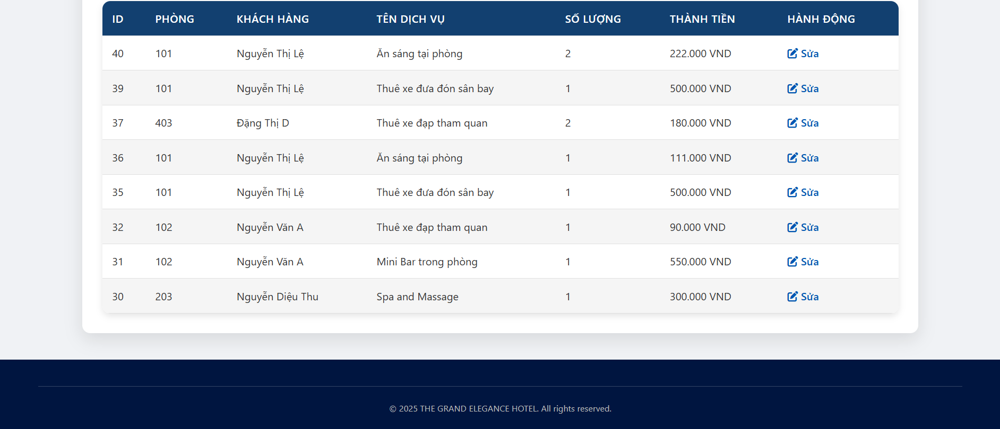 ID PHÒNG KHÁCH HÀNG TÊN DỊCH VỤ SỐ LƯỢNG THÀNH TIỀN HÀNH ĐỘNG
40 101 Nguyễn Thị Lệ Ăn sáng tại phòng 2 222.000 VND Sửa
39 101 Nguyễn Thị Lệ Thuê xe đưa đón sân bay 1 500.000 VND Sửa
37 403 Đặng Thị D Thuê xe đạp tham quan 2 180.000 VND Sửa
36 101 Nguyễn Thị Lệ Ăn sáng tại phòng 1 111.000 VND Sửa
35 101 Nguyễn Thị Lệ Thuê xe đưa đón sân bay 1 500.000 VND Sửa
32 102 Nguyễn Văn A Thuê xe đạp tham quan 1 90.000 VND Sửa
31 102 Nguyễn Văn A Mini Bar trong phòng 1 550.000 VND Sửa
30 203 Nguyễn Diệu Thu Spa and Massage 1 300.000 VND Sửa
© 2025 THE GRAND ELEGANCE HOTEL. All rights reserved.